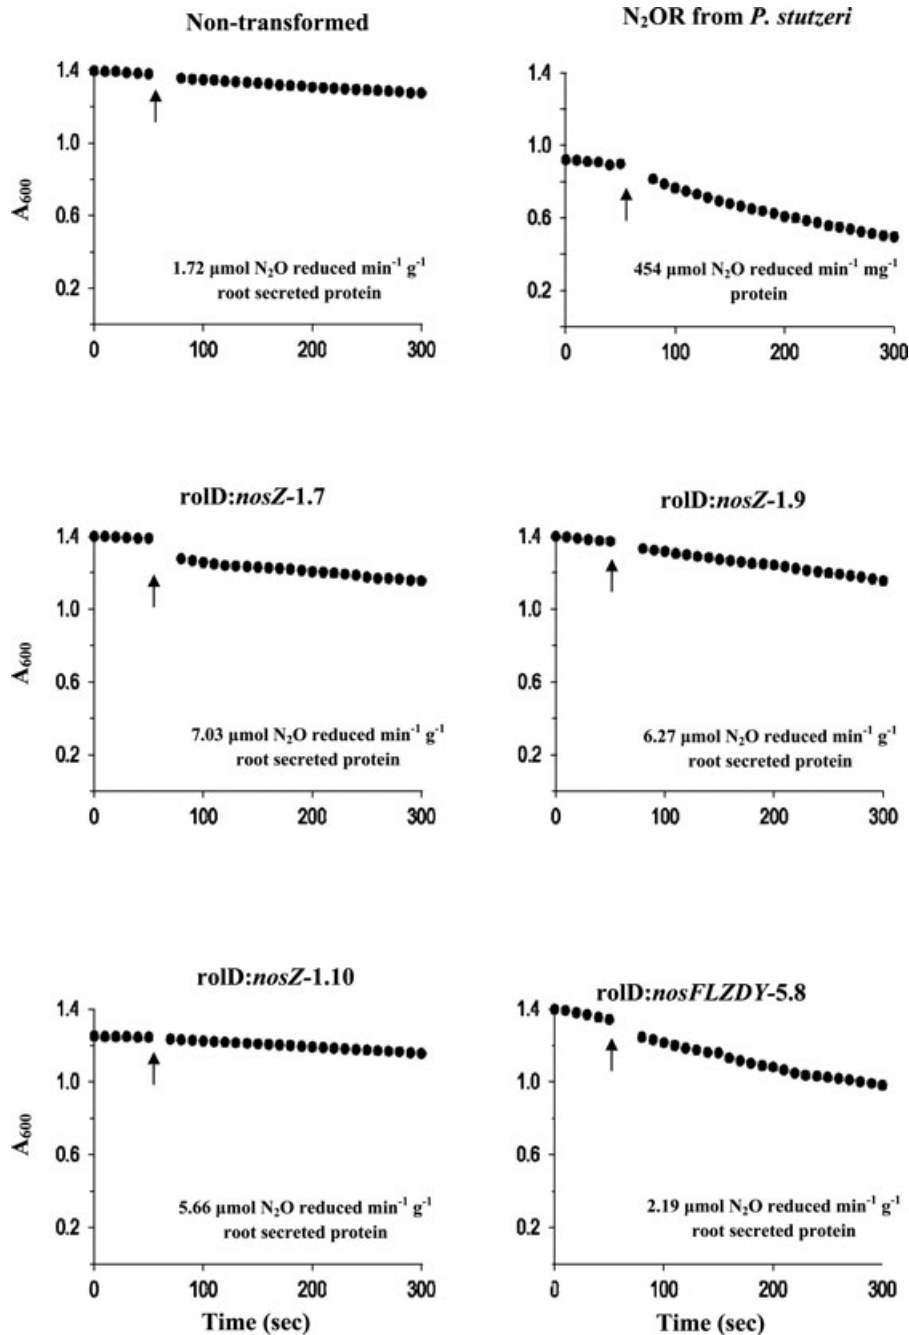 Non-transformed
N₂OR from P. stutzeri
1.4
1.0
0.6
0.2
A₆₀₀
1.72 µmol N₂O reduced min⁻¹ g⁻¹
root secreted protein
0 100 200 300
1.4
1.0
0.6
0.2
454 µmol N₂O reduced min⁻¹ mg⁻¹
protein
0 100 200 300
rolD:nosZ-1.7
1.4
1.0
0.6
0.2
A₆₀₀
7.03 µmol N₂O reduced min⁻¹ g⁻¹
root secreted protein
0 100 200 300
rolD:nosZ-1.9
1.4
1.0
0.6
0.2
6.27 µmol N₂O reduced min⁻¹ g⁻¹
root secreted protein
0 100 200 300
rolD:nosZ-1.10
1.4
1.0
0.6
0.2
A₆₀₀
5.66 µmol N₂O reduced min⁻¹ g⁻¹
root secreted protein
0 100 200 300
Time (sec)
rolD:nosFLZDY-5.8
1.4
1.0
0.6
0.2
2.19 µmol N₂O reduced min⁻¹ g⁻¹
root secreted protein
0 100 200 300
Time (sec)